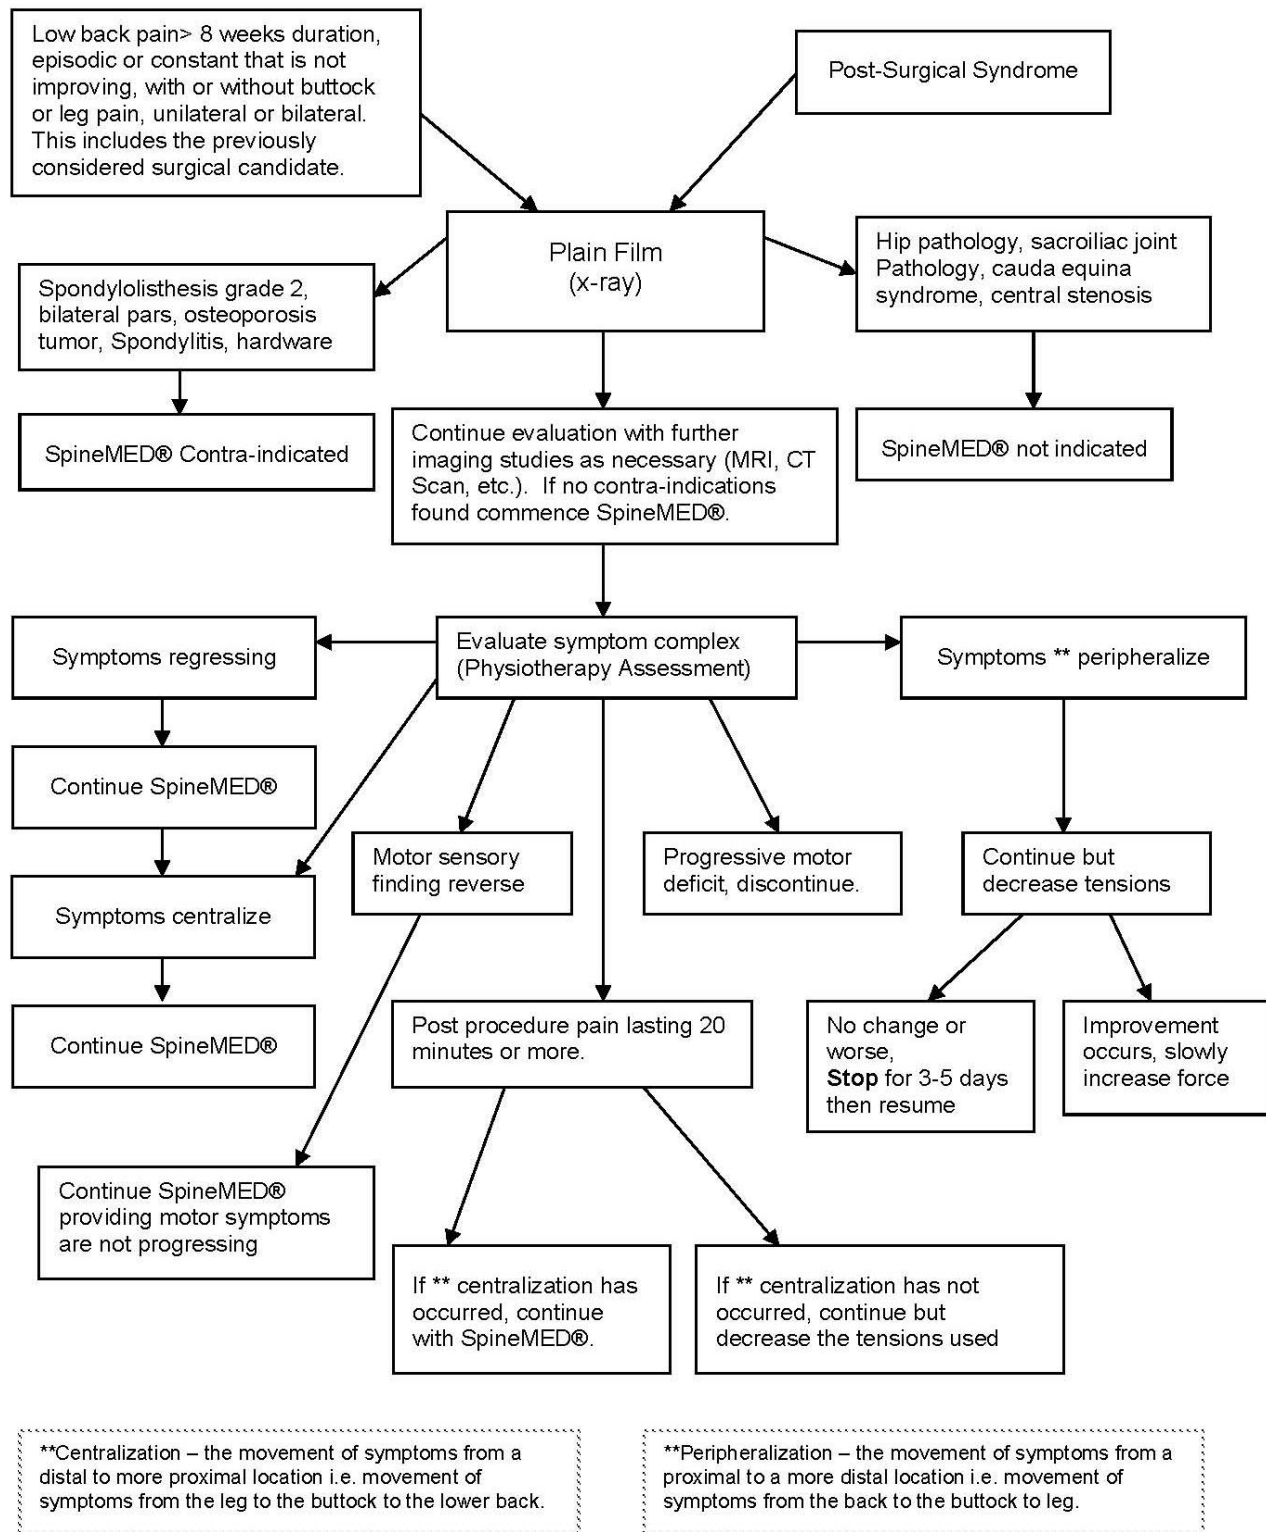 Low back pain> 8 weeks duration,
episodic or constant that is not
improving, with or without buttock
or leg pain, unilateral or bilateral.
This includes the previously
considered surgical candidate.
Post-Surgical Syndrome
Plain Film
(x-ray)
Hip pathology, sacroiliac joint
Pathology, cauda equina
syndrome, central stenosis
Spondylolisthesis grade 2,
bilateral pars, osteoporosis
tumor, Spondylitis, hardware
SpineMED® Contra-indicated
Continue evaluation with further
imaging studies as necessary (MRI, CT
Scan, etc.).  If no contra-indications
found commence SpineMED®.
SpineMED® not indicated
Symptoms regressing
Evaluate symptom complex
(Physiotherapy Assessment)
Symptoms ** peripheralize
Continue SpineMED®
Symptoms centralize
Continue SpineMED®
Motor sensory
finding reverse
Progressive motor
deficit, discontinue.
Continue but
decrease tensions
Post procedure pain lasting 20
minutes or more.
No change or
worse,
Stop for 3-5 days
then resume
Improvement
occurs, slowly
increase force
Continue SpineMED®
providing motor symptoms
are not progressing
If ** centralization has
occurred, continue
with SpineMED®.
If ** centralization has not
occurred, continue but
decrease the tensions used
**Centralization – the movement of symptoms from a
distal to more proximal location i.e. movement of
symptoms from the leg to the buttock to the lower back.
**Peripheralization – the movement of symptoms from a
proximal to a more distal location i.e. movement of
symptoms from the back to the buttock to leg.